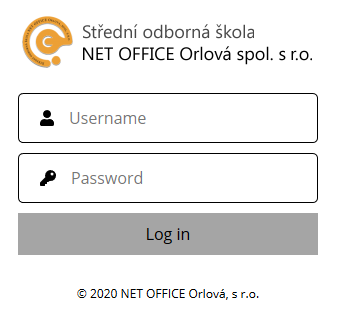 Střední odborná škola
NET OFFICE Orlová spol. s r.o.
Username
Password
Log in
© 2020 NET OFFICE Orlová, s r.o.